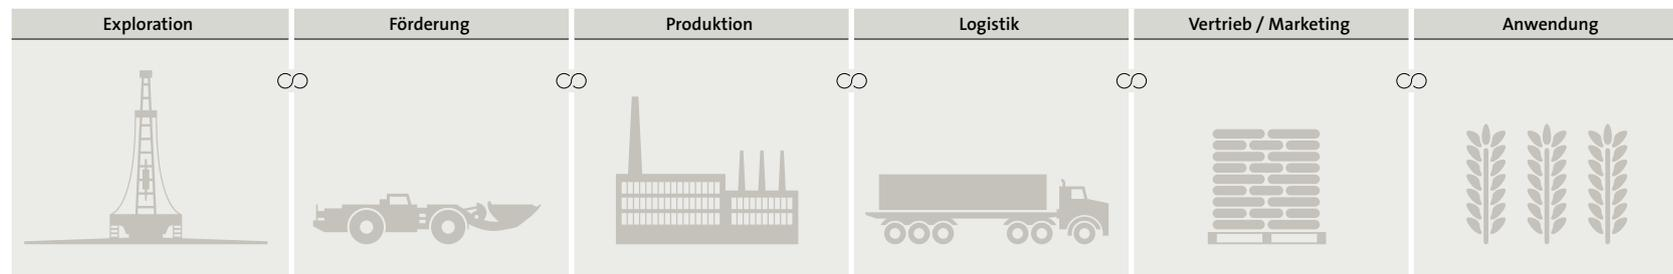 Exploration
Förderung
Produktion
Logistik
Vertrieb / Marketing
Anwendung